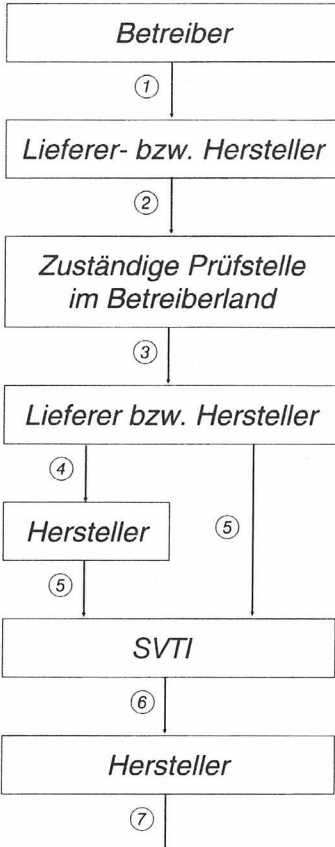 Betreiber
①
Lieferer- bzw. Hersteller
②
Zuständige Prüfstelle
im Betreiberland
③
Lieferer bzw. Hersteller
④
Hersteller
⑤
⑤
SVTI
⑥
Hersteller
⑦